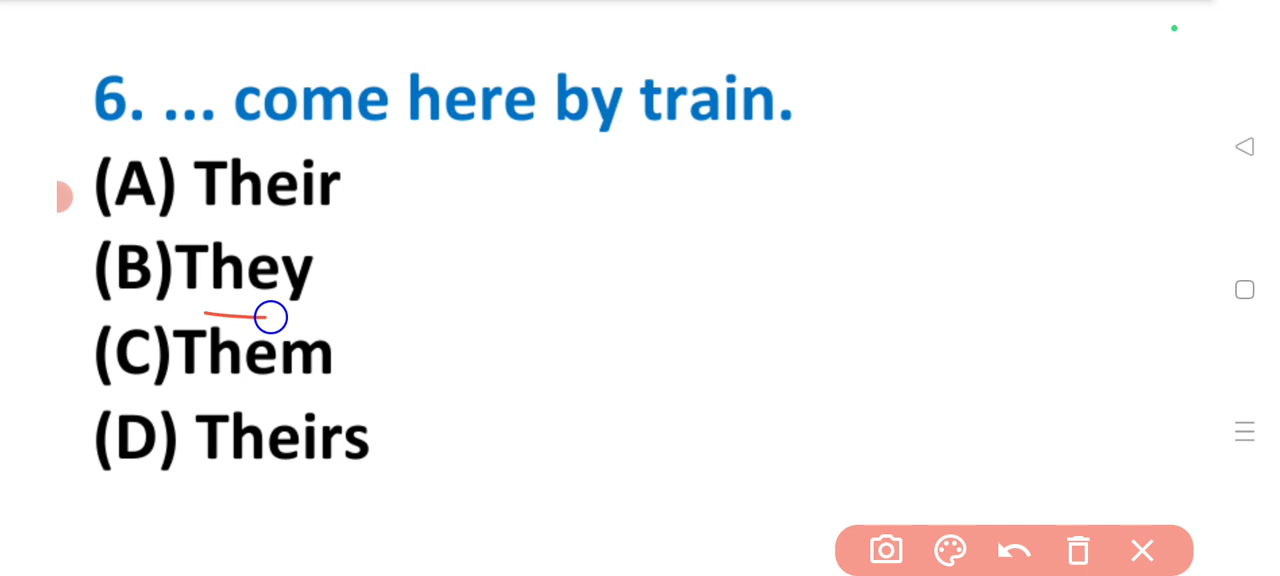 6. ... come here by train.
(A) Their
(B)They
(C)Them
(D) Theirs